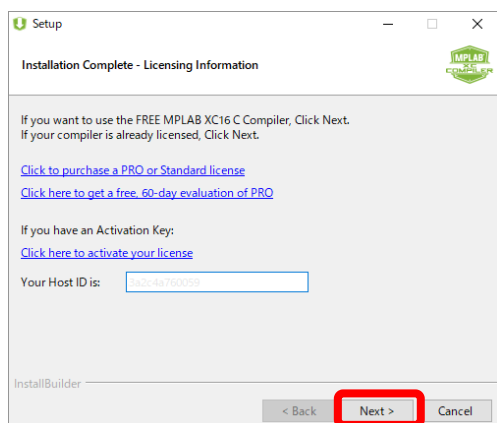 Setup
Installation Complete - Licensing Information
MPLAB
XC
COMPILER
If you want to use the FREE MPLAB XC16 C Compiler, Click Next.
If your compiler is already licensed, Click Next.
Click to purchase a PRO or Standard license
Click here to get a free, 60-day evaluation of PRO
If you have an Activation Key:
Click here to activate your license
Your Host ID is: 3a2c4a760059
InstallBuilder
< Back Next > Cancel